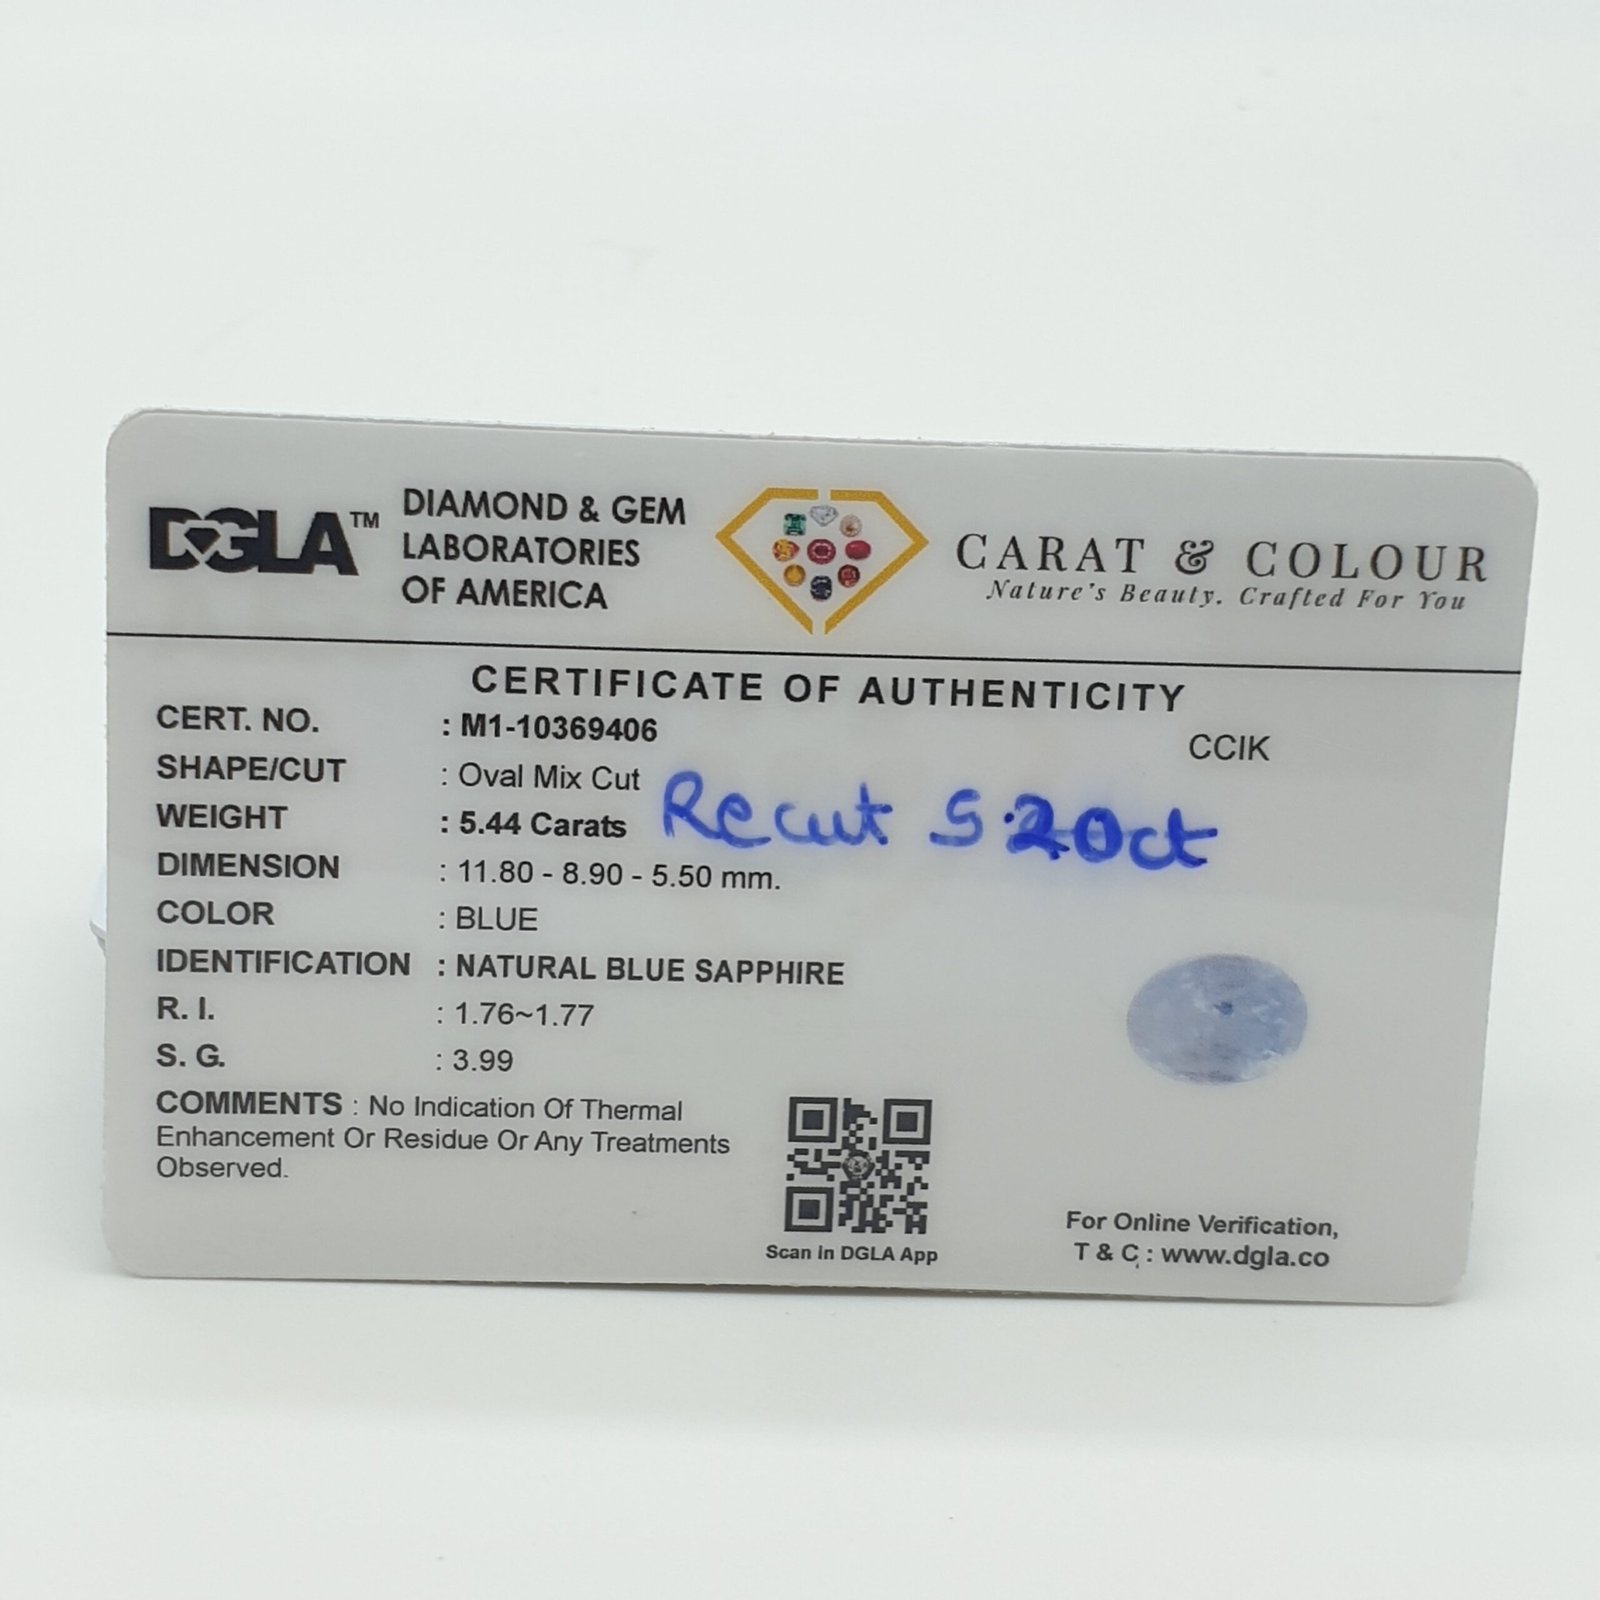 DGLA™
DIAMOND & GEM
LABORATORIES
OF AMERICA
CARAT & COLOUR
Nature's Beauty. Crafted For You
CERTIFICATE OF AUTHENTICITY
CERT. NO. : M1-10369406
CCIK
SHAPE/CUT : Oval Mix Cut
WEIGHT : 5.44 Carats Recut 5.20ct
DIMENSION : 11.80 - 8.90 - 5.50 mm.
COLOR : BLUE
IDENTIFICATION : NATURAL BLUE SAPPHIRE
R. I. : 1.76~1.77
S. G. : 3.99
COMMENTS : No Indication Of Thermal
Enhancement Or Residue Or Any Treatments
Observed.
Scan in DGLA App
For Online Verification,
T & C : www.dgla.co